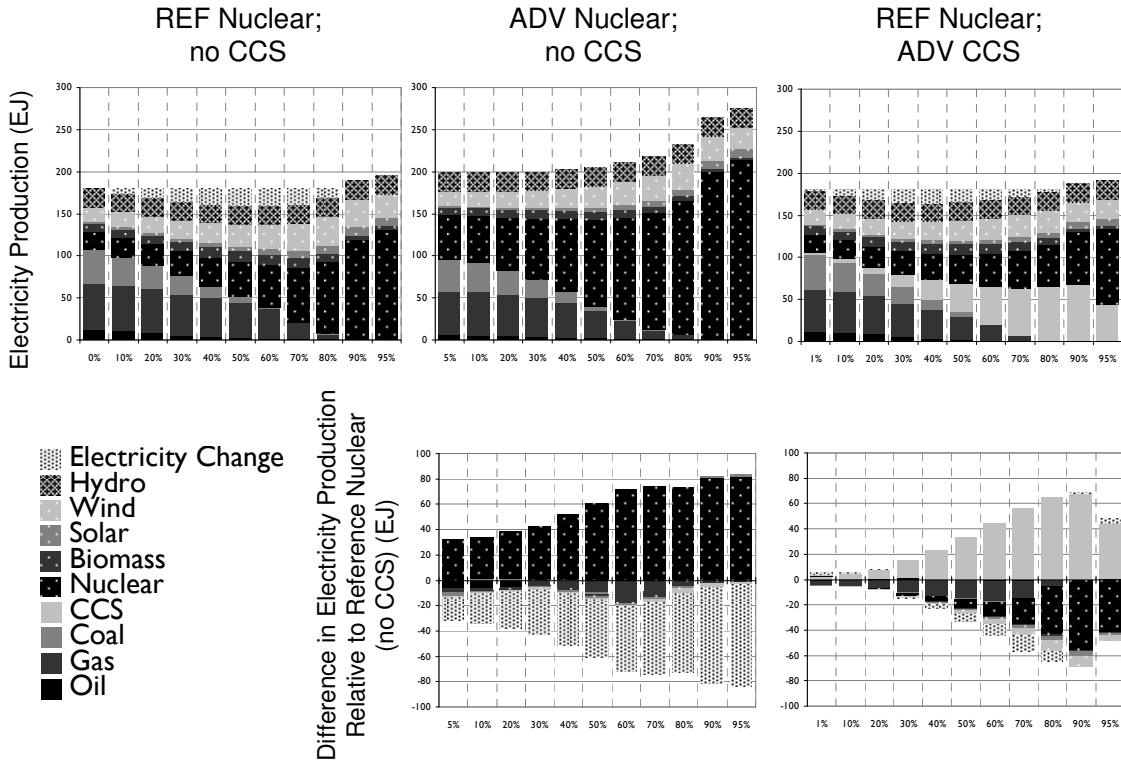 REF Nuclear;
no CCS
ADV Nuclear;
no CCS
REF Nuclear;
ADV CCS
Electricity Production (EJ)
300
250
200
150
100
50
0
0% 10% 20% 30% 40% 50% 60% 70% 80% 90% 95%
300
250
200
150
100
50
0
5% 10% 20% 30% 40% 50% 60% 70% 80% 90% 95%
300
250
200
150
100
50
0
1% 10% 20% 30% 40% 50% 60% 70% 80% 90% 95%
Electricity Change
Hydro
Wind
Solar
Biomass
Nuclear
CCS
Coal
Gas
Oil
Difference in Electricity Production
Relative to Reference Nuclear
(no CCS) (EJ)
100
80
60
40
20
0
-20
-40
-60
-80
-100
5% 10% 20% 30% 40% 50% 60% 70% 80% 90% 95%
100
80
60
40
20
0
-20
-40
-60
-80
-100
1% 10% 20% 30% 40% 50% 60% 70% 80% 90% 95%